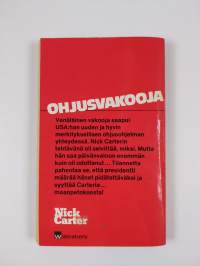 OHJUSVAKOOJA
Venäläinen vakooja saapui
USA:han uuden ja hyvin
merkityksellisen ohjusohjelman
yhteydessä. Nick Carterin
tehtävänä oli selvittää, miksi. Mutta
hän saa päivänvaloon enemmän
kuin oli odottanut... Tilannetta
pahentaa se, että presidentti
määrää hänet pidätettäväksi ja
syyttää Carteria...
maanpetoksesta!
Nick
Carter